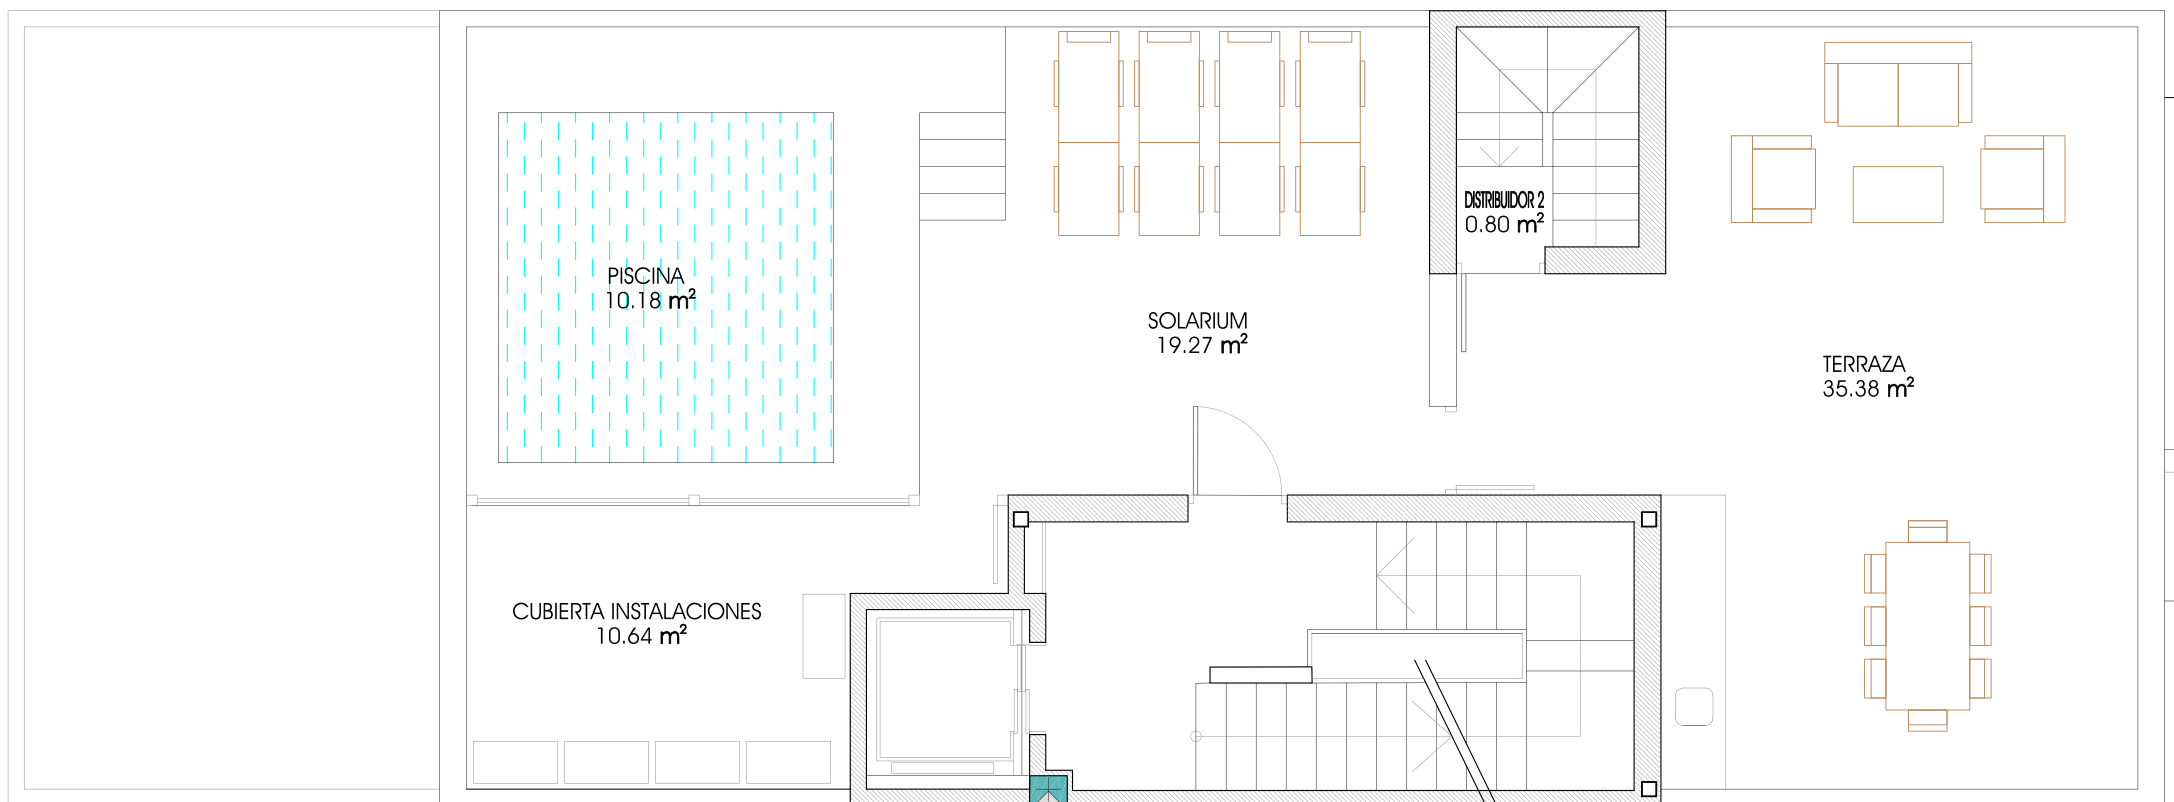 DISTRIBUIDOR 2
0.80 m²
PISCINA
10.18 m²
SOLARIUM
19.27 m²
TERRAZA
35.38 m²
CUBIERTA INSTALACIONES
10.64 m²